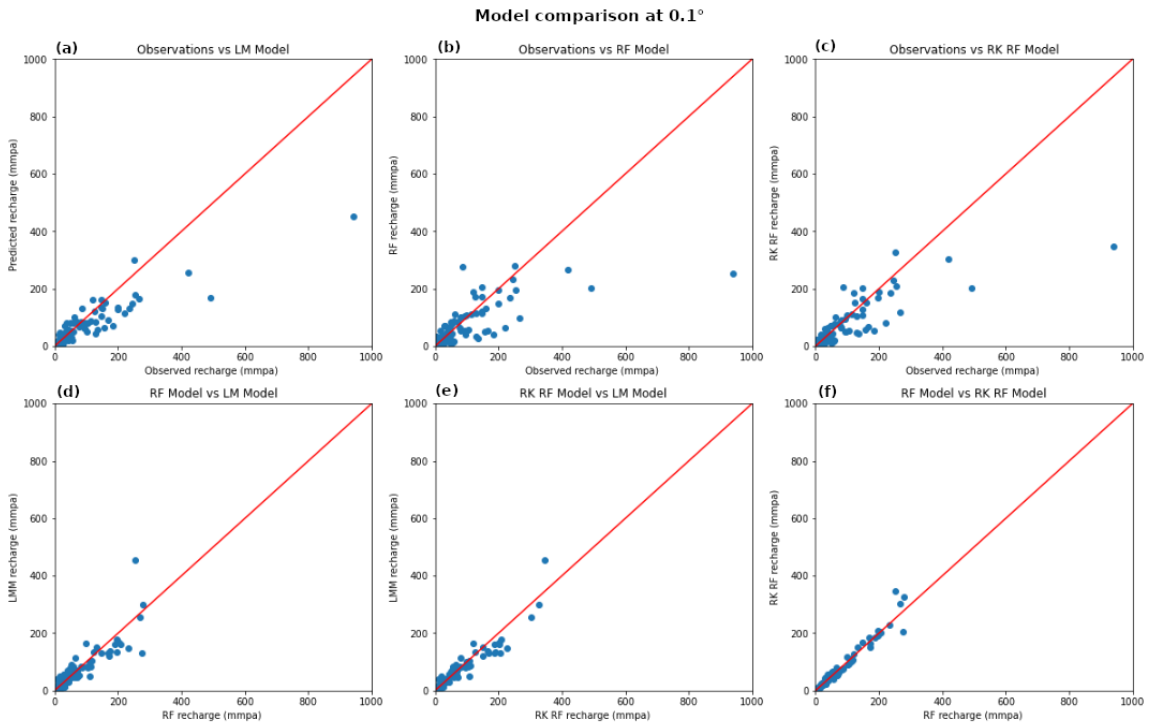 Model comparison at 0.1°
(a)
Observations vs LM Model
1000
800
600
400
200
0
Predicted recharge (mmpa)
0 200 400 600 800 1000
Observed recharge (mmpa)
(b)
Observations vs RF Model
1000
800
600
400
200
0
RF recharge (mmpa)
0 200 400 600 800 1000
Observed recharge (mmpa)
(c)
Observations vs RK RF Model
1000
800
600
400
200
0
RK RF recharge (mmpa)
0 200 400 600 800 1000
Observed recharge (mmpa)
(d)
RF Model vs LM Model
1000
800
600
400
200
0
LMM recharge (mmpa)
0 200 400 600 800 1000
RF recharge (mmpa)
(e)
RK RF Model vs LM Model
1000
800
600
400
200
0
LMM recharge (mmpa)
0 200 400 600 800 1000
RK RF recharge (mmpa)
(f)
RF Model vs RK RF Model
1000
800
600
400
200
0
RK RF recharge (mmpa)
0 200 400 600 800 1000
RF recharge (mmpa)